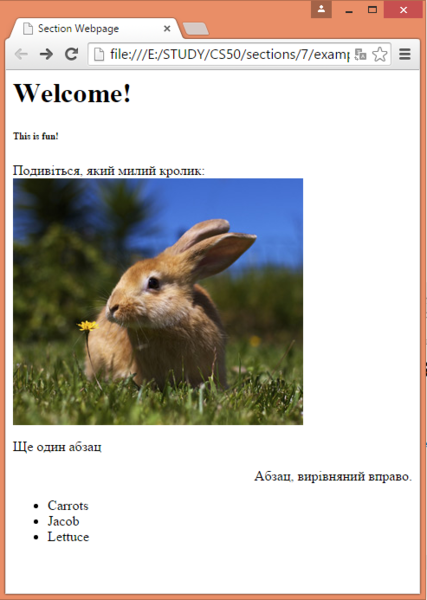 Section Webpage
file:///E:/STUDY/CS50/sections/7/examp
Welcome!
This is fun!
Подивіться, який милий кролик:
Ще один абзац
Абзац, вирівняний вправо.
Carrots
Jacob
Lettuce